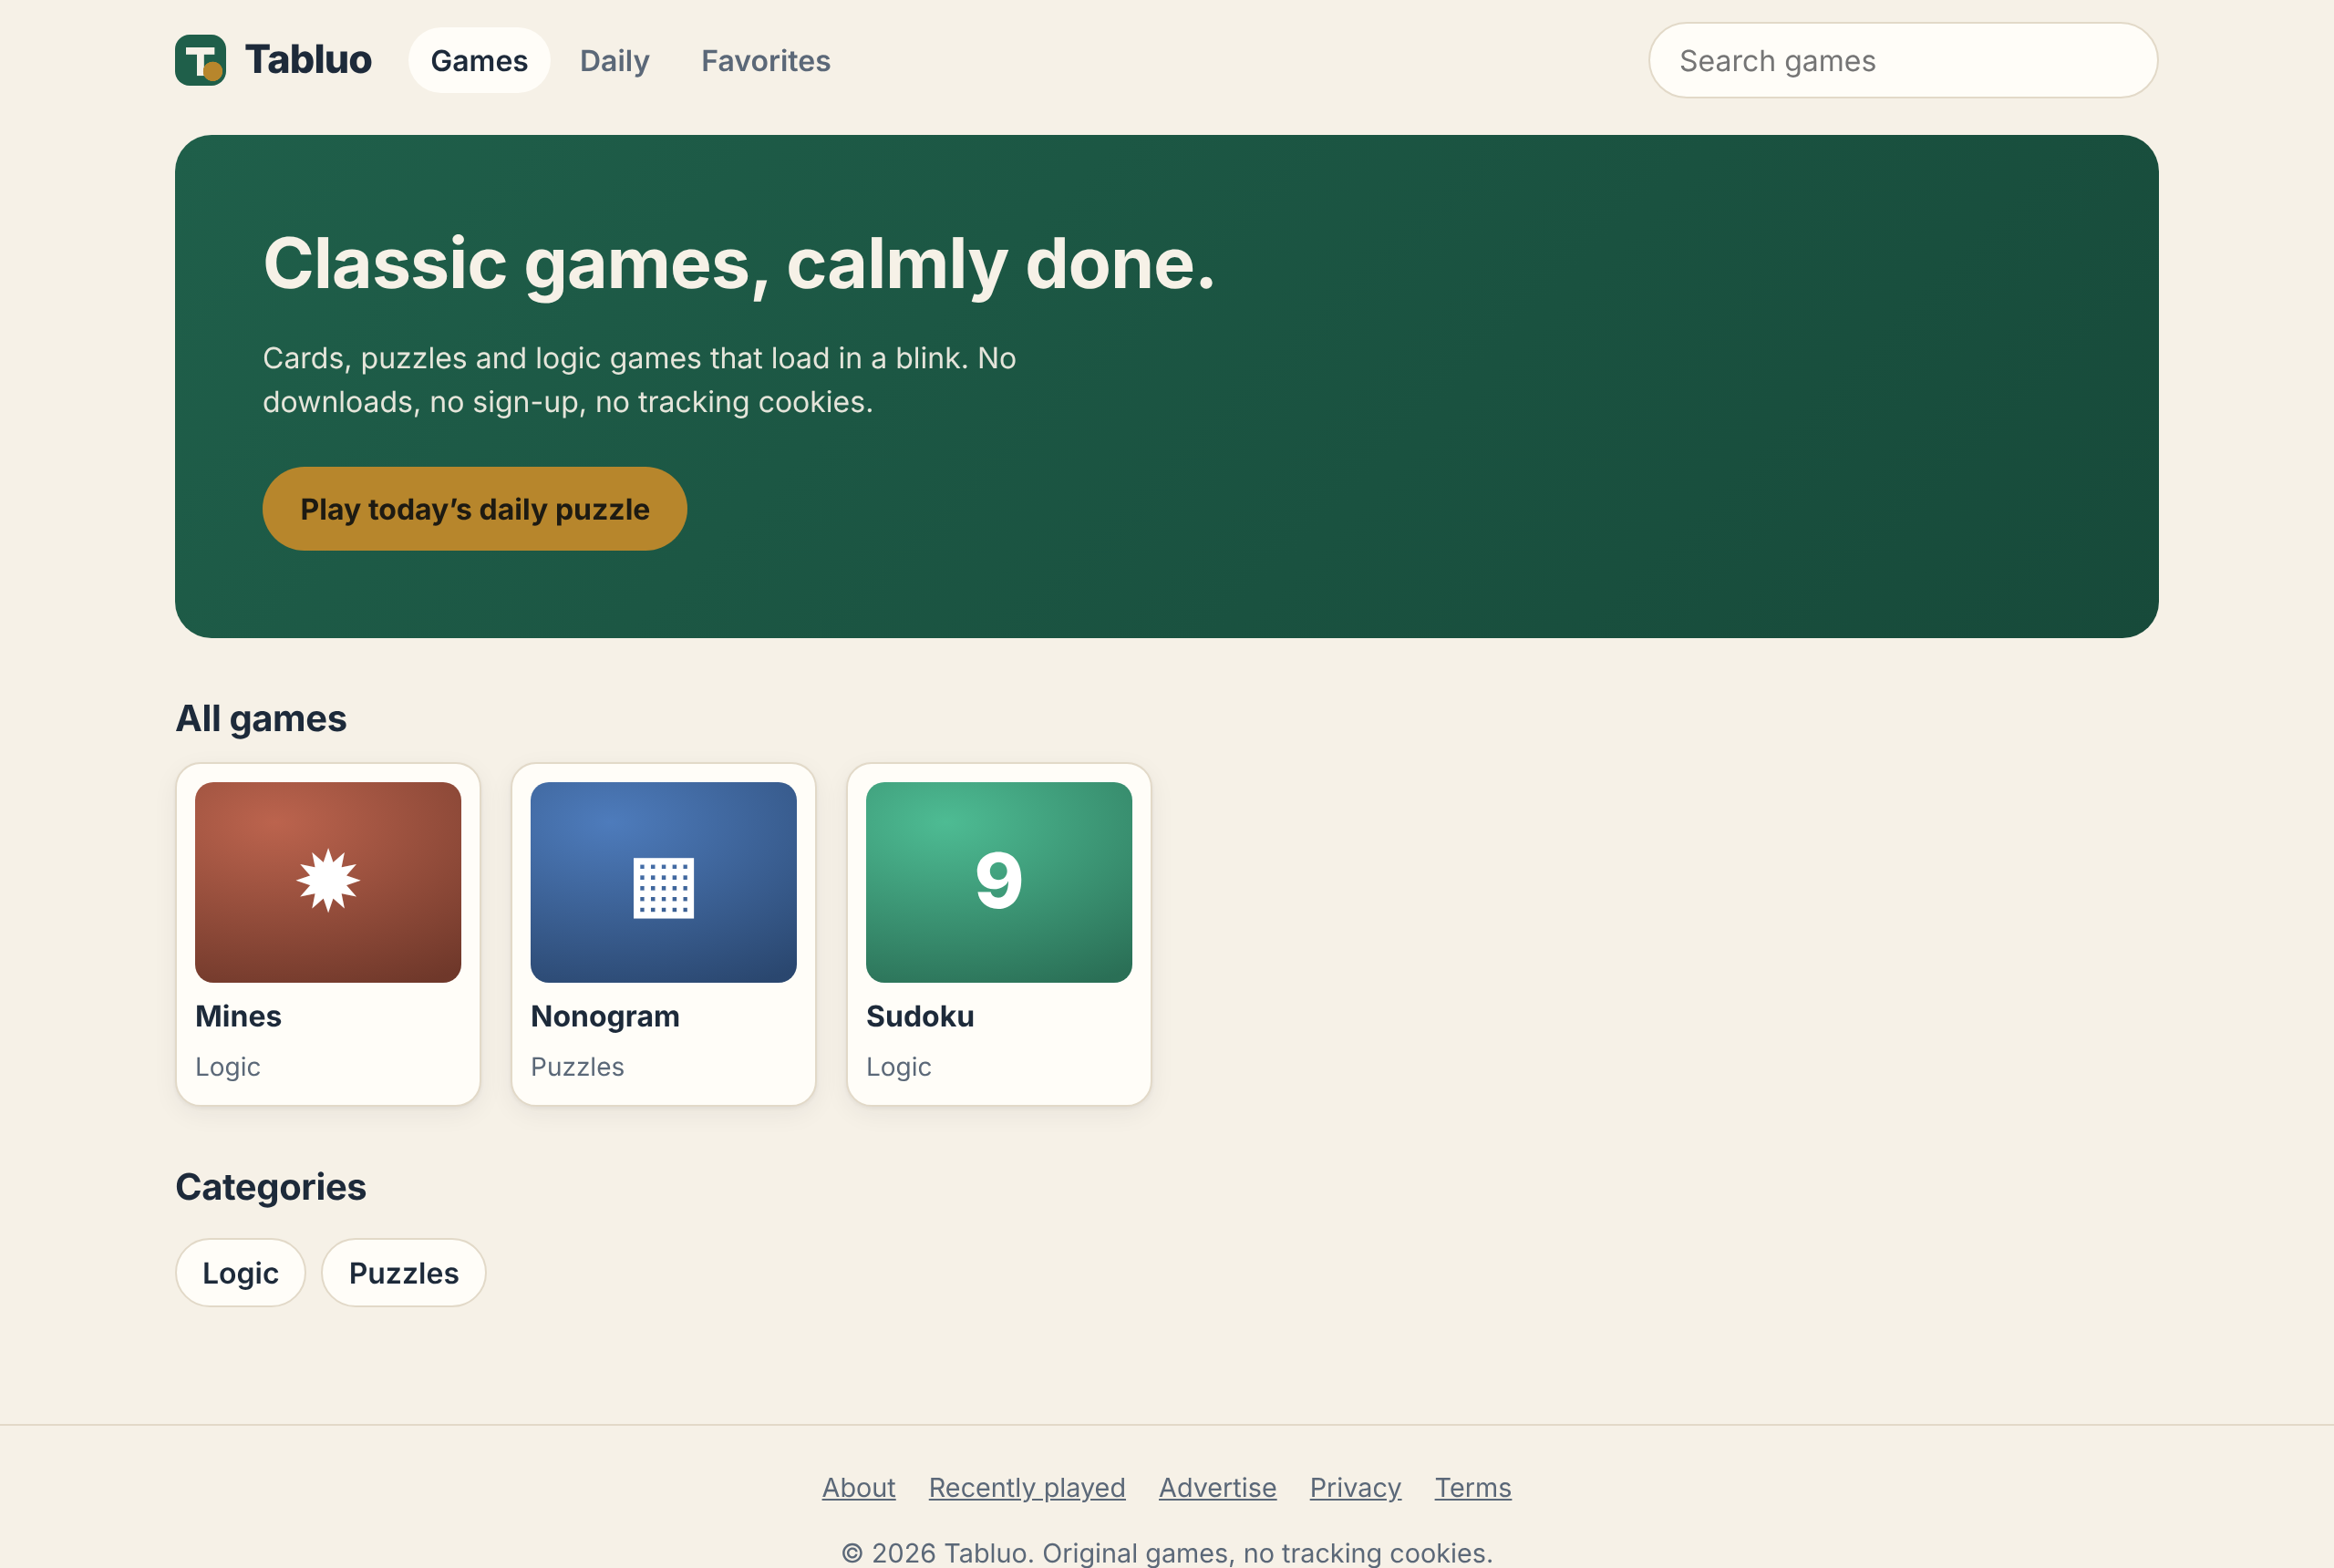 Tabluo
Games
Daily
Favorites
Search games
Classic games, calmly done.
Cards, puzzles and logic games that load in a blink. No
downloads, no sign-up, no tracking cookies.
Play today’s daily puzzle
All games
9
Mines
Logic
Nonogram
Puzzles
Sudoku
Logic
Categories
Logic
Puzzles
About
Recently played
Advertise
Privacy
Terms
© 2026 Tabluo. Original games, no tracking cookies.